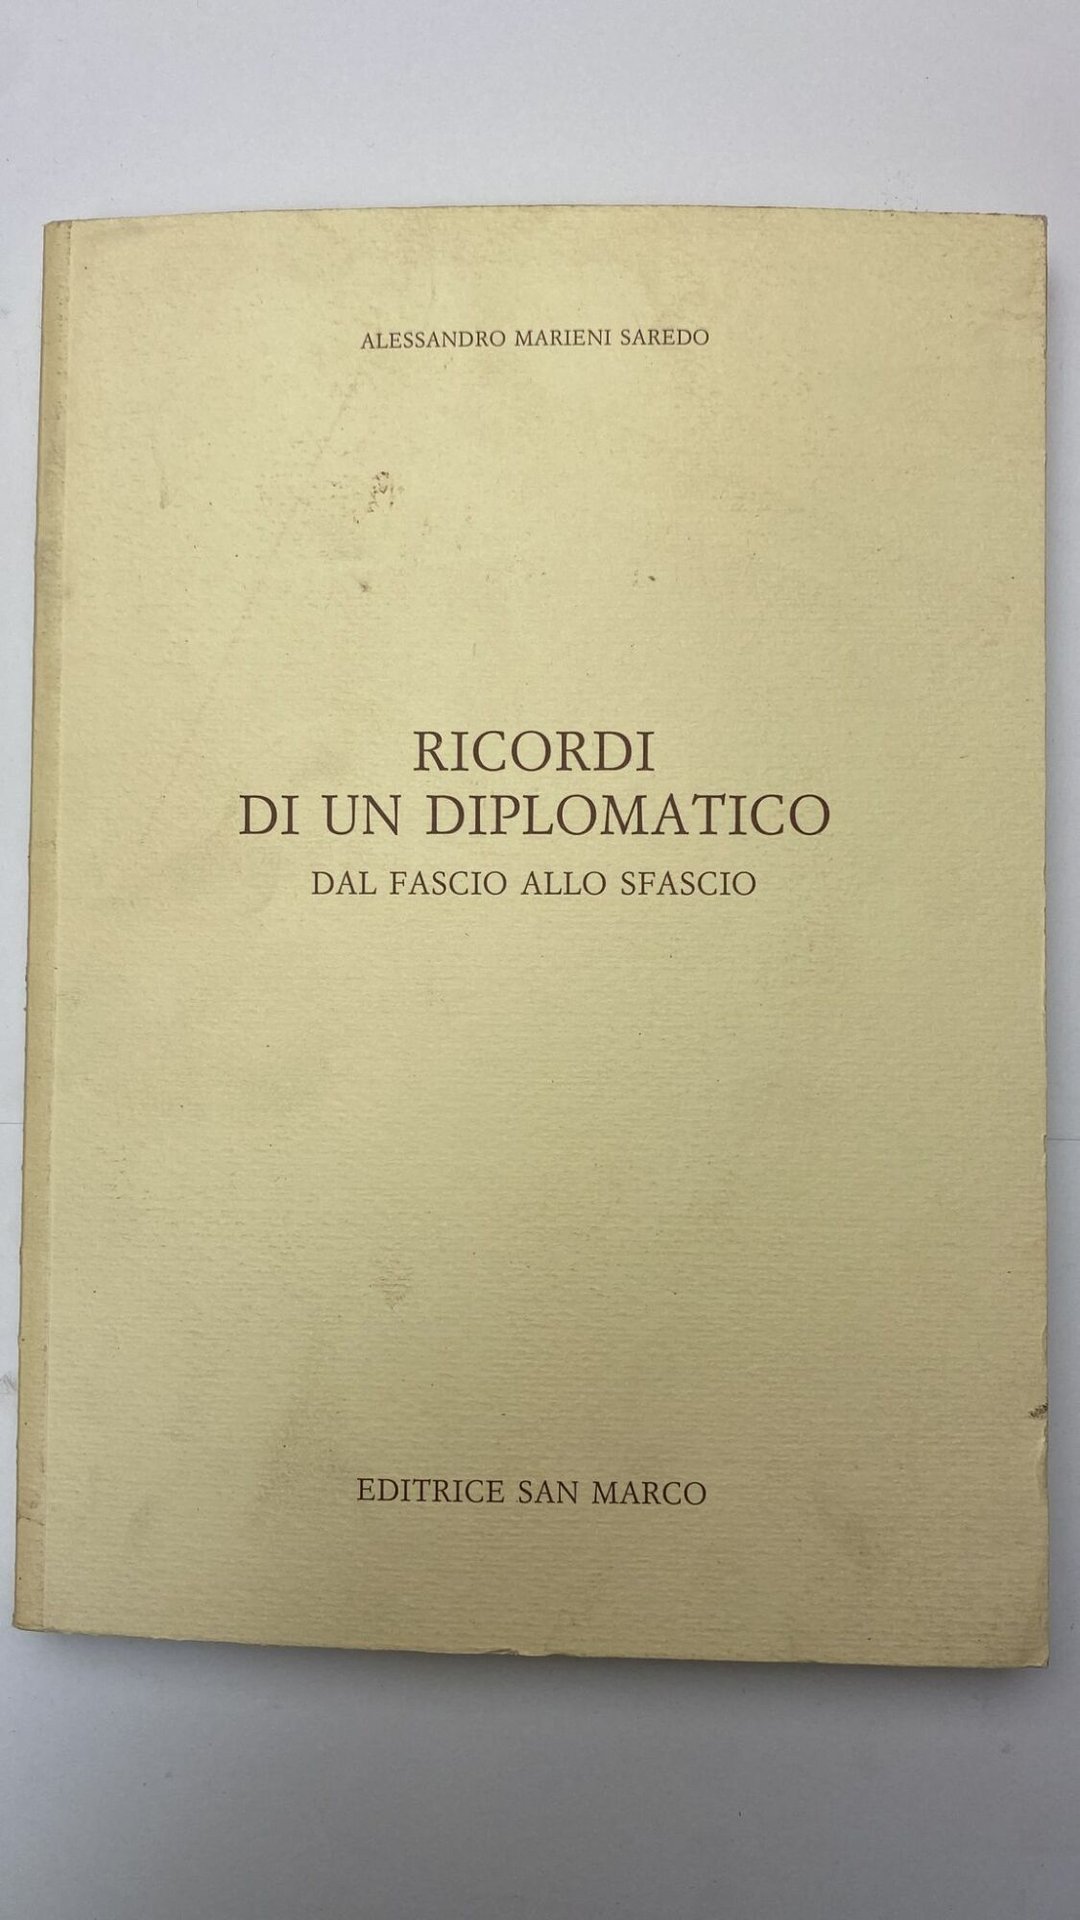 ALESSANDRO MARIENI SAREDO
RICORDI
DI UN DIPLOMATICO
DAL FASCIO ALLO SFASCIO
EDITRICE SAN MARCO